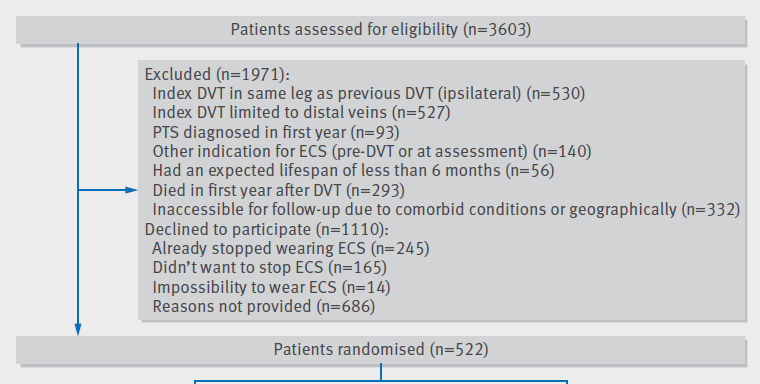 Patients assessed for eligibility (n=3603)
Excluded (n=1971):
Index DVT in same leg as previous DVT (ipsilateral) (n=530)
Index DVT limited to distal veins (n=527)
PTS diagnosed in first year (n=93)
Other indication for ECS (pre-DVT or at assessment) (n=140)
Had an expected lifespan of less than 6 months (n=56)
Died in first year after DVT (n=293)
Inaccessible for follow-up due to comorbid conditions or geographically (n=332)
Declined to participate (n=1110):
Already stopped wearing ECS (n=245)
Didn’t want to stop ECS (n=165)
Impossibility to wear ECS (n=14)
Reasons not provided (n=686)
Patients randomised (n=522)